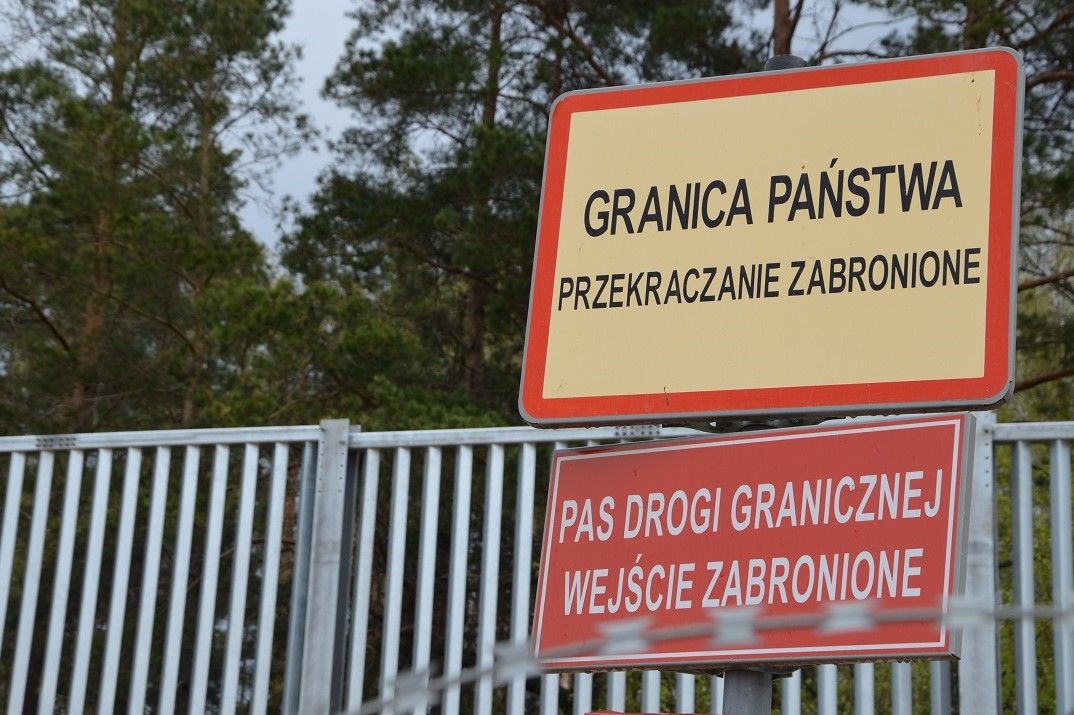 GRANICA PAŃSTWA
PRZEKRACZANIE ZABRONIONE
PAS DROGI GRANICZNEJ
WEJŚCIE ZABRONIONE